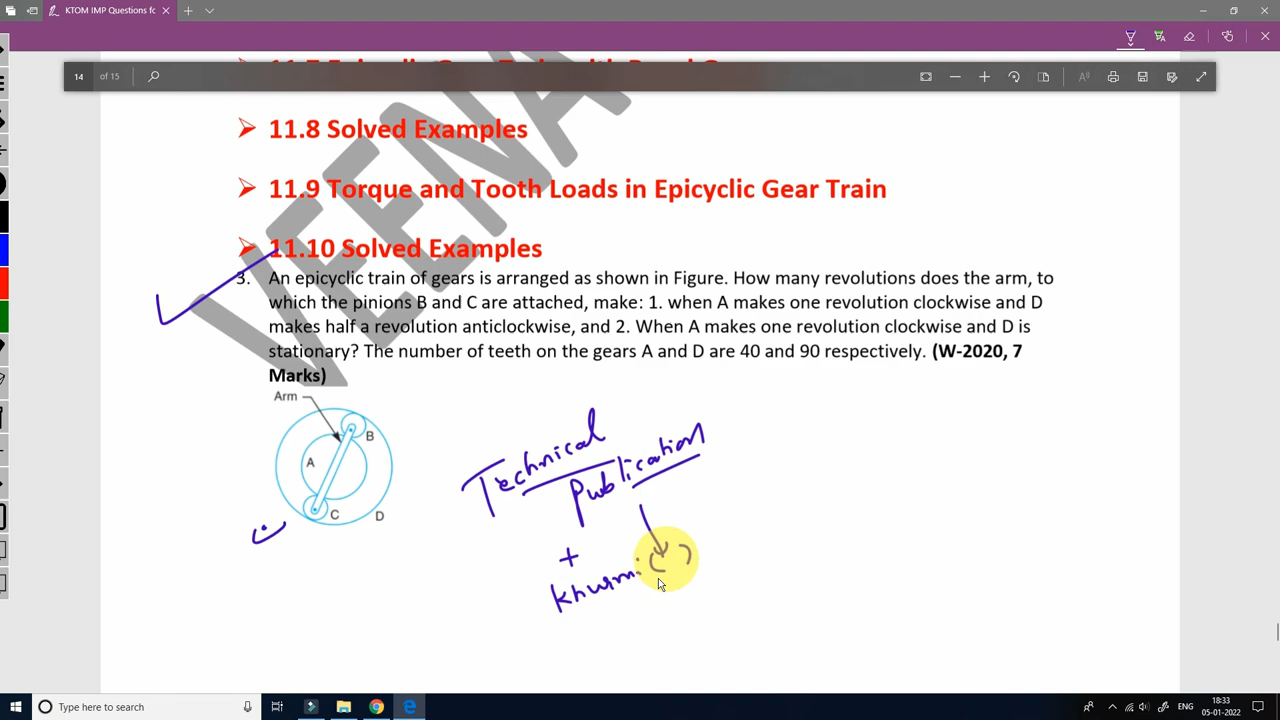 KTOM IMP Questions fo
14 of 15
11.8 Solved Examples
11.9 Torque and Tooth Loads in Epicyclic Gear Train
11.10 Solved Examples
3. An epicyclic train of gears is arranged as shown in Figure. How many revolutions does the arm, to
which the pinions B and C are attached, make: 1. when A makes one revolution clockwise and D
makes half a revolution anticlockwise, and 2. When A makes one revolution clockwise and D is
stationary? The number of teeth on the gears A and D are 40 and 90 respectively. (W-2020, 7
Marks)
Arm
B
A
C
D
Technical
Publication
+
khurmi ( )
VEENA
Type here to search
ENG
18:33
05-01-2022